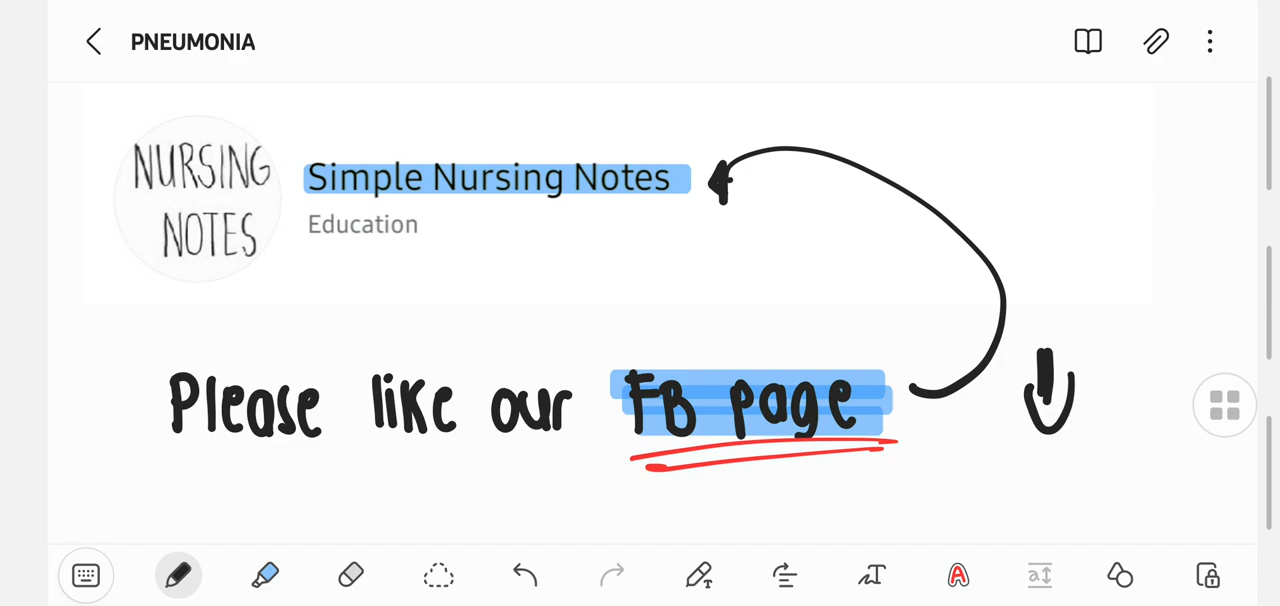 PNEUMONIA
NURSING
NOTES
Simple Nursing Notes
Education
Please like our FB page